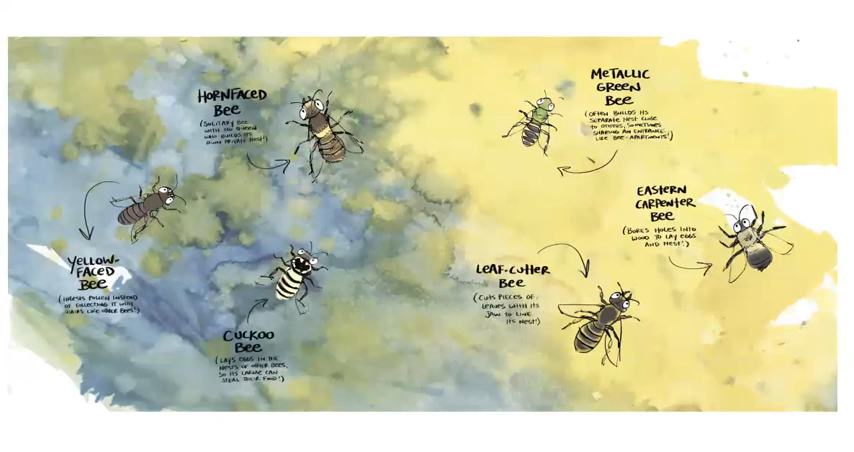 HORNFACED
BEE
(SOLITARY BEE
WITH NO QUEEN
WHO BUILDS ITS
OWN PRIVATE NEST!)
YELLOW-
FACED
BEE
(INGESTS POLLEN INSTEAD
OF COLLECTING IT WITH
HAIRS LIKE OTHER BEES!)
CUCKOO
BEE
(LAYS EGGS IN THE
NESTS OF OTHER BEES,
SO ITS LARVAE CAN
STEAL THEIR FOOD!)
METALLIC
GREEN
BEE
(OFTEN BUILDS ITS
SEPARATE NEST CLOSE
TO OTHERS, SOMETIMES
SHARING AN ENTRANCE
LIKE BEE-APARTMENTS!)
EASTERN
CARPENTER
BEE
(BORES HOLES INTO
WOOD TO LAY EGGS
AND NEST!)
LEAF-CUTTER
BEE
(CUTS PIECES OF
LEAVES WITH ITS
JAW TO LINE
ITS NEST!)